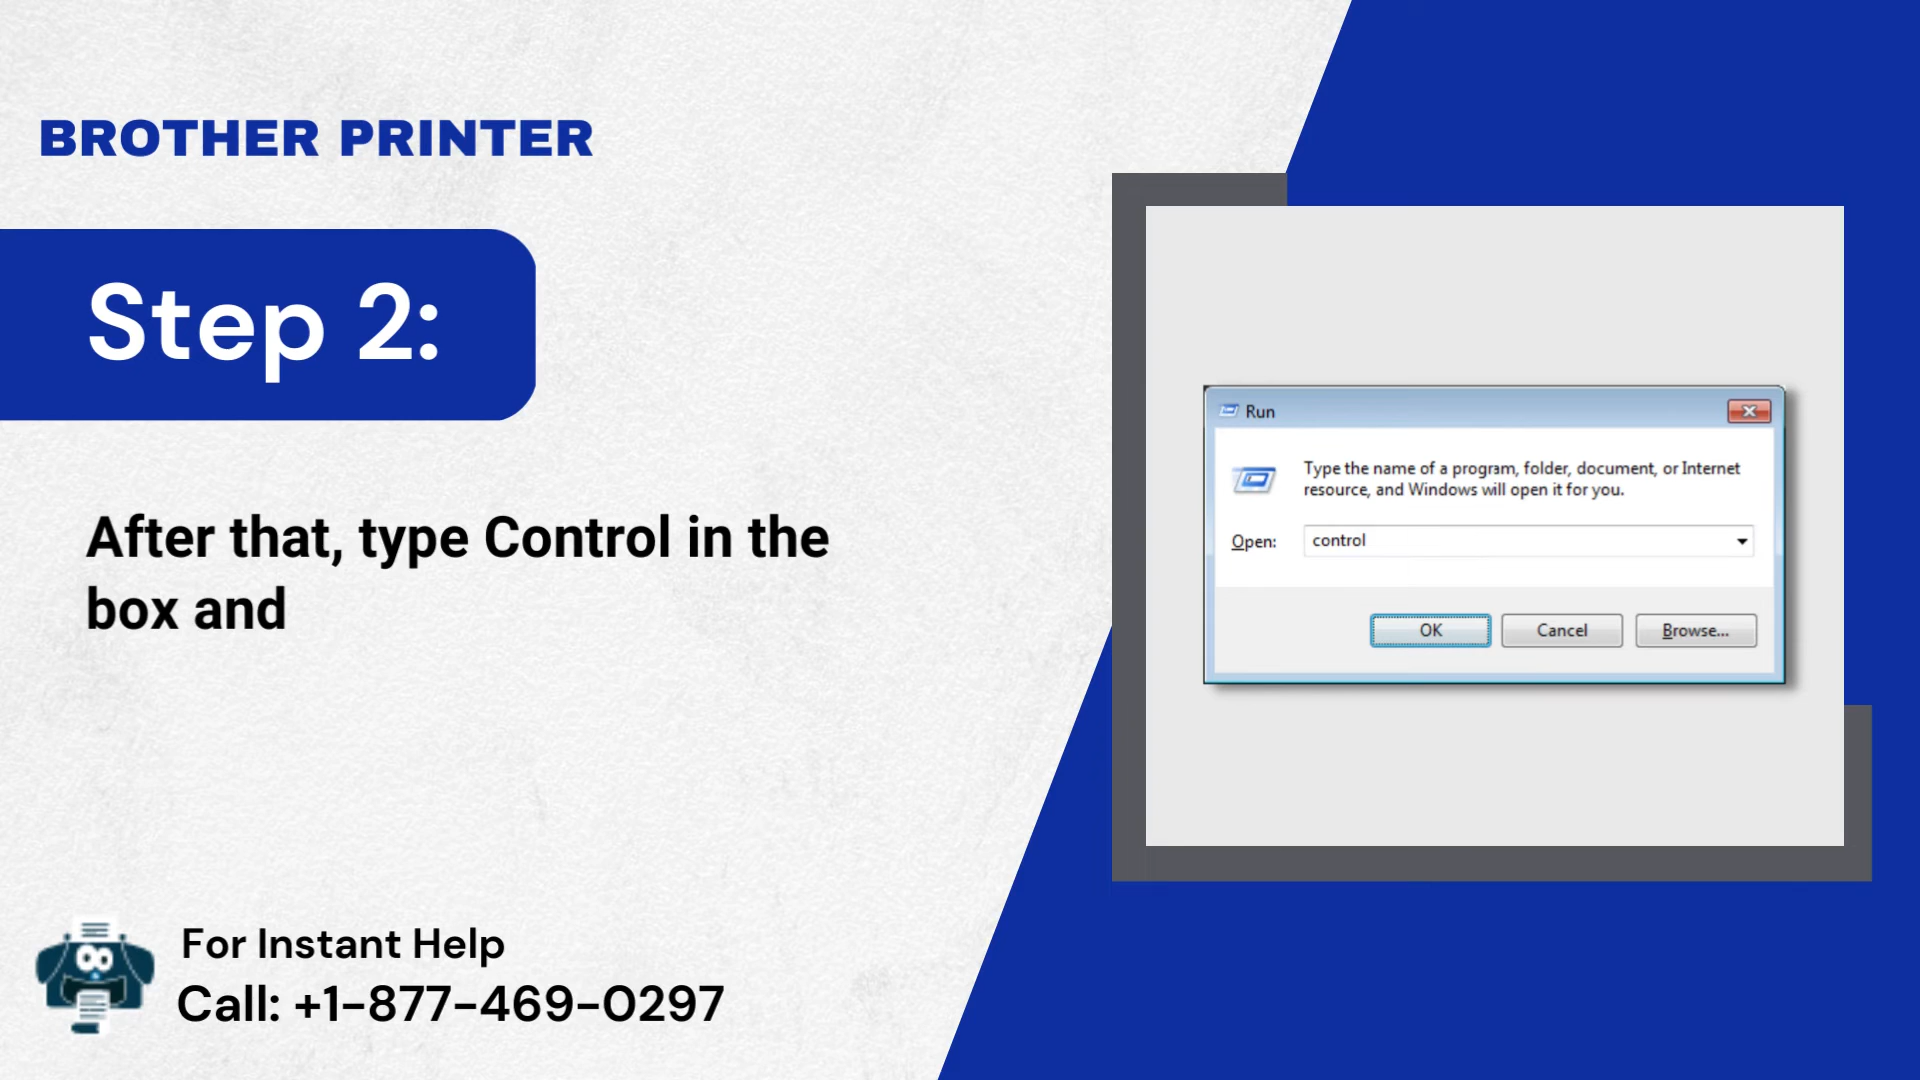 BROTHER PRINTER
Step 2:
After that, type Control in the
box and
For Instant Help
Call: +1-877-469-0297
Run
Type the name of a program, folder, document, or Internet
resource, and Windows will open it for you.
Open: control
OK Cancel Browse...